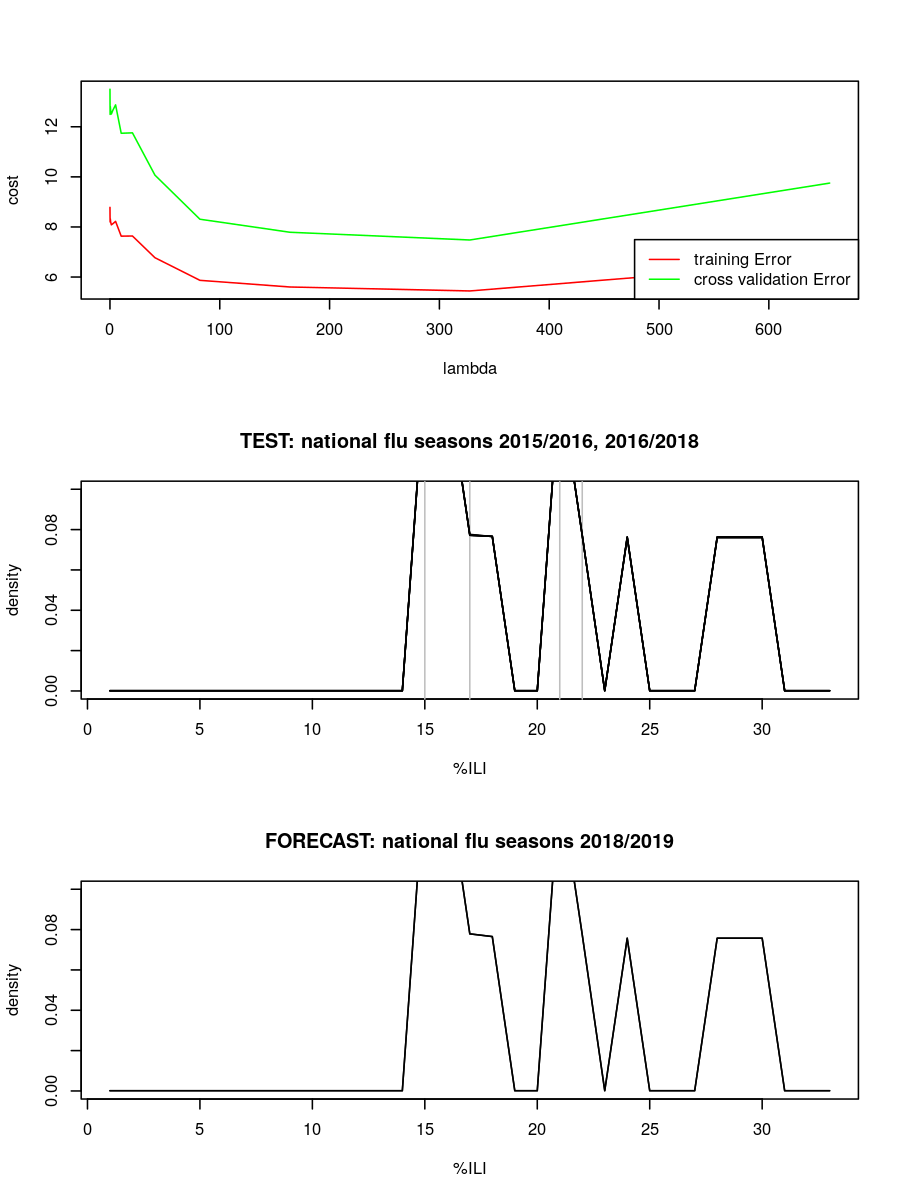 12
10
8
6
cost
training Error
cross validation Error
0 100 200 300 400 500 600
lambda
TEST: national flu seasons 2015/2016, 2016/2018
0.08
0.04
0.00
density
0 5 10 15 20 25 30
%ILI
FORECAST: national flu seasons 2018/2019
0.08
0.04
0.00
density
0 5 10 15 20 25 30
%ILI